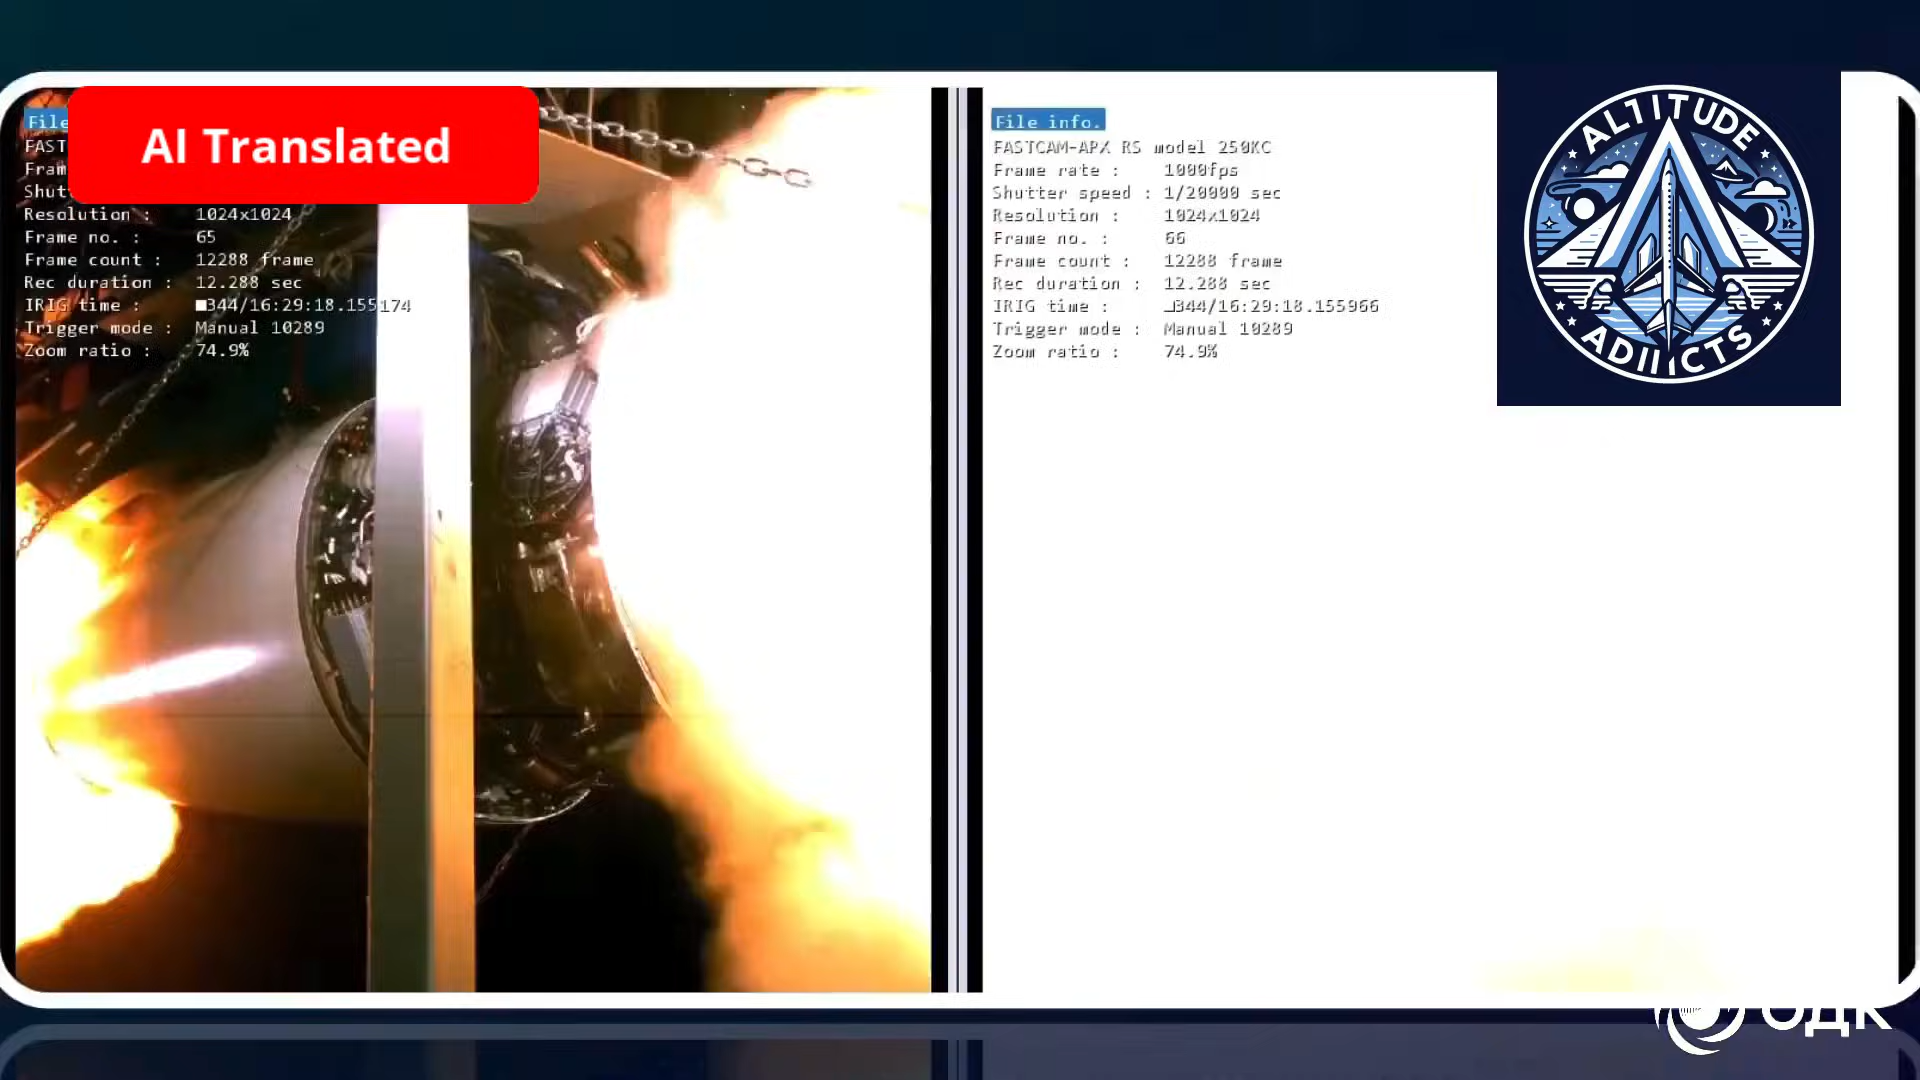 AI Translated
File
FAST
Fram
Shut
Resolution : 1024x1024
Frame no. : 65
Frame count : 12288 frame
Rec duration : 12.288 sec
IRIG time : ■344/16:29:18.155174
Trigger mode : Manual 10289
Zoom ratio : 74.9%
File info.
FASTCAM-APX RS model 250KC
Frame rate : 1000fps
Shutter speed : 1/20000 sec
Resolution : 1024x1024
Frame no. : 66
Frame count : 12288 frame
Rec duration : 12.288 sec
IRIG time : 344/16:29:18.155966
Trigger mode : Manual 10289
Zoom ratio : 74.9%
AL1ITUDE
ADIICTS
ОДК